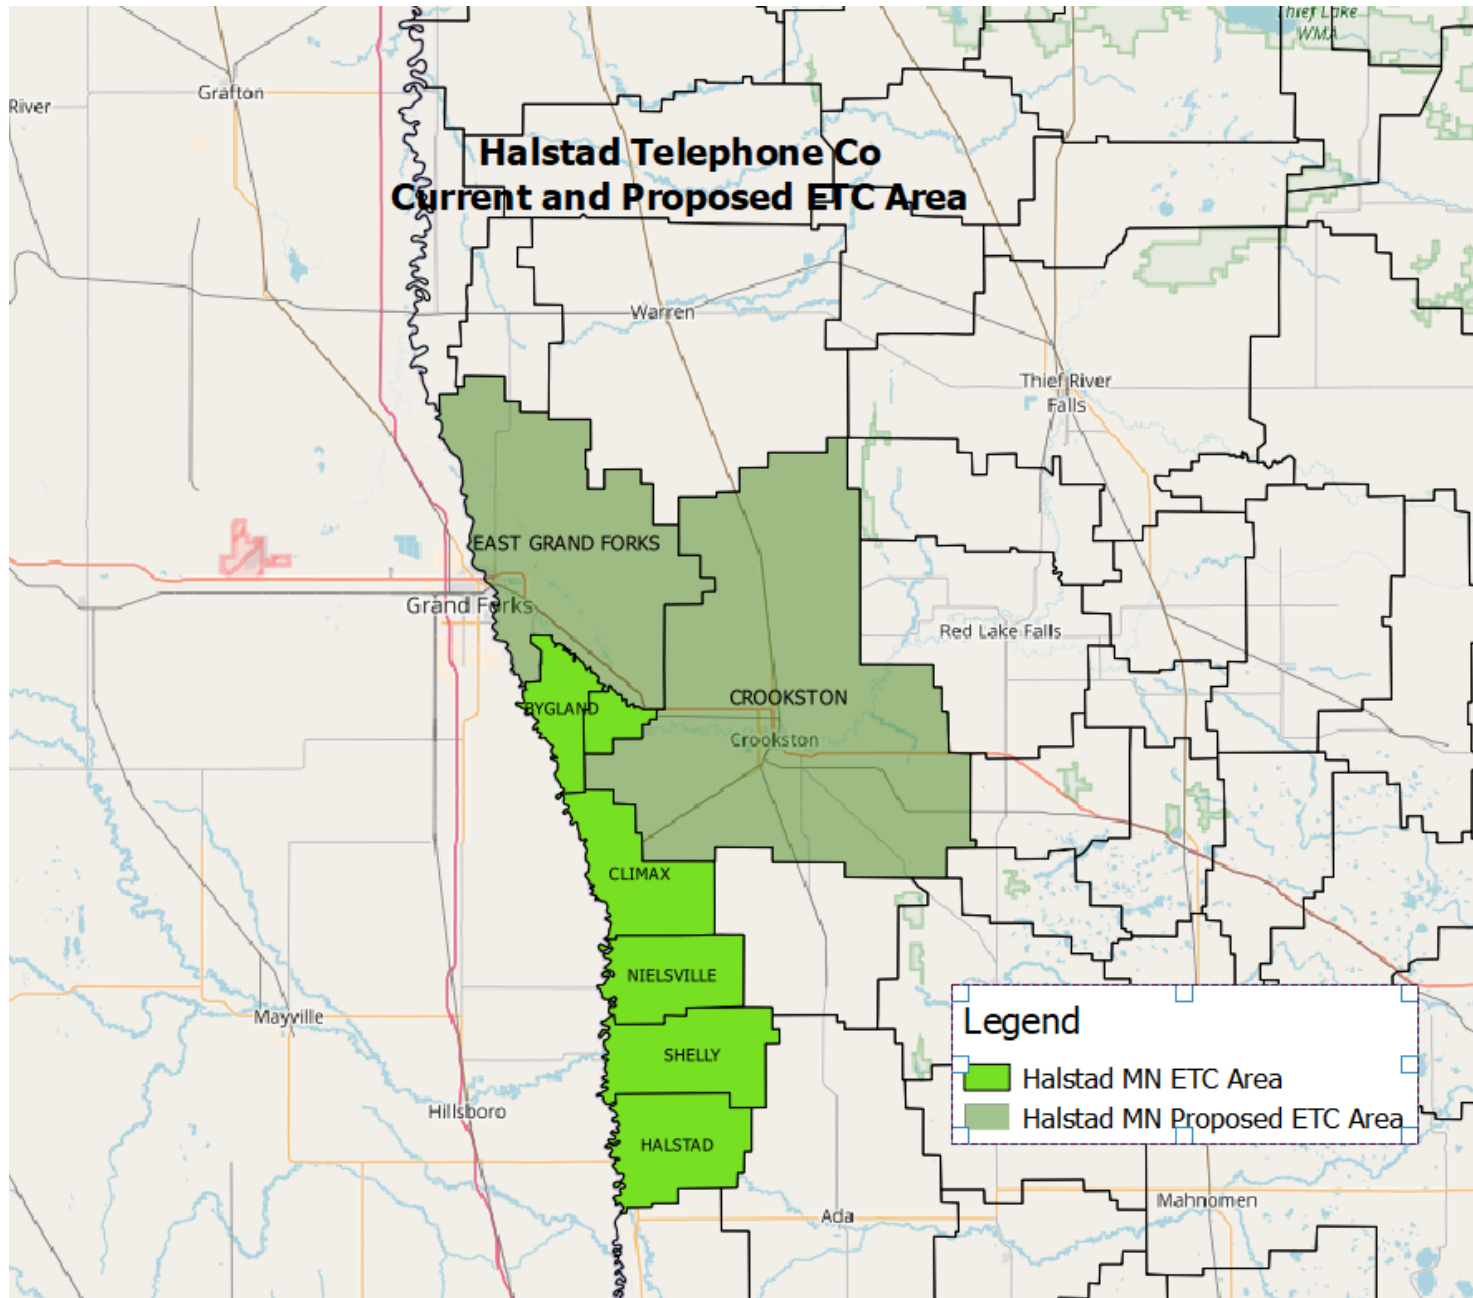 Thief Lake
WMA
Grafton
River
Halstad Telephone Co
Current and Proposed ETC Area
Warren
Thief River
Falls
EAST GRAND FORKS
Grand Forks
Red Lake Falls
CROOKSTON
BYGLAND
Crookston
CLIMAX
NIELSVILLE
Mayville
Legend
SHELLY
Halstad MN ETC Area
Hillsboro
Halstad MN Proposed ETC Area
HALSTAD
Mahnomen
Ada